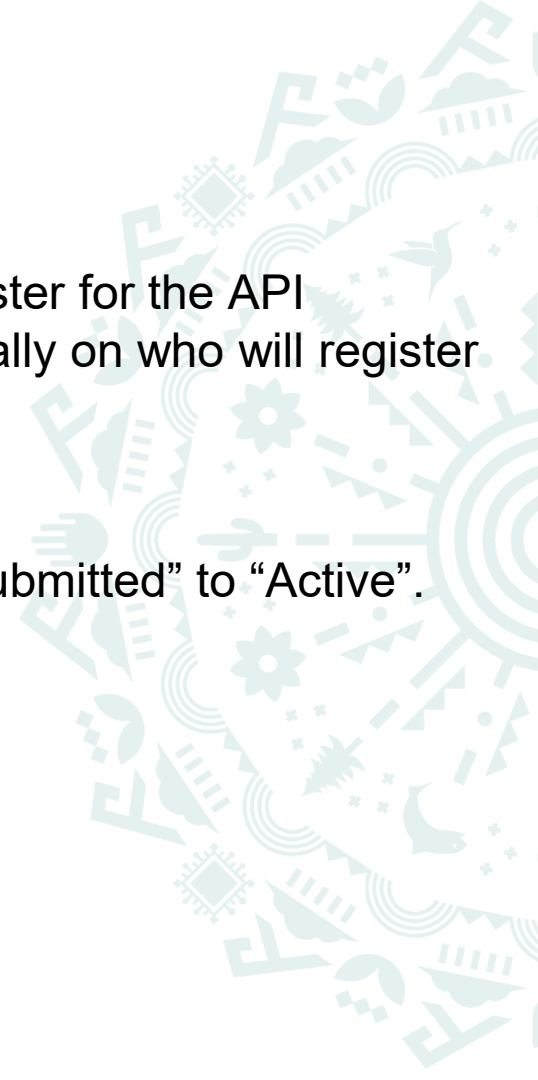 ster for the API
ally on who will register
ubmitted” to “Active”.